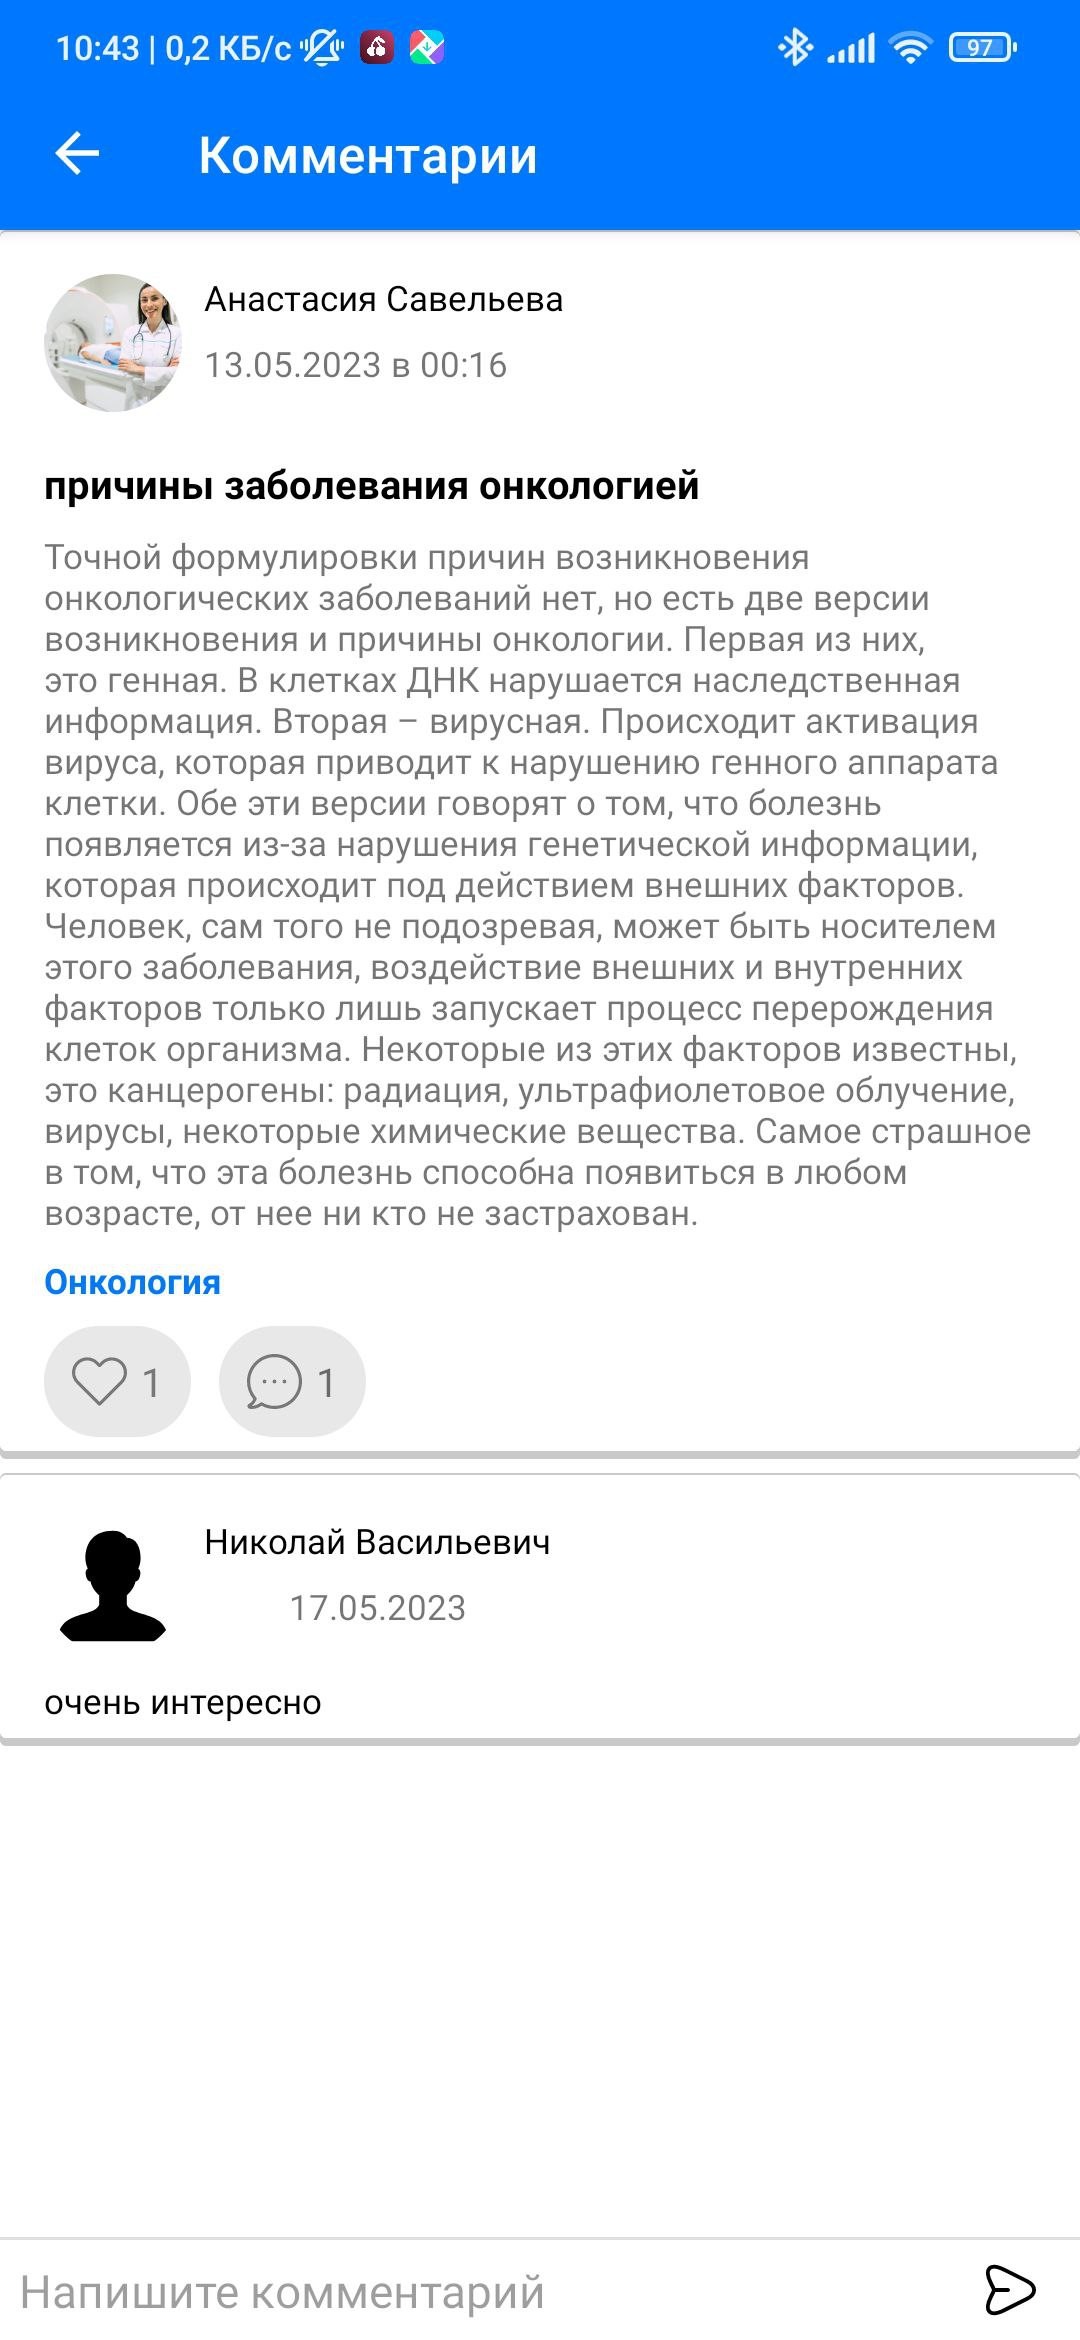 10:43 | 0,2 КБ/с
97
Комментарии
Анастасия Савельева
13.05.2023 в 00:16
причины заболевания онкологией
Точной формулировки причин возникновения
онкологических заболеваний нет, но есть две версии
возникновения и причины онкологии. Первая из них,
это генная. В клетках ДНК нарушается наследственная
информация. Вторая – вирусная. Происходит активация
вируса, которая приводит к нарушению генного аппарата
клетки. Обе эти версии говорят о том, что болезнь
появляется из-за нарушения генетической информации,
которая происходит под действием внешних факторов.
Человек, сам того не подозревая, может быть носителем
этого заболевания, воздействие внешних и внутренних
факторов только лишь запускает процесс перерождения
клеток организма. Некоторые из этих факторов известны,
это канцерогены: радиация, ультрафиолетовое облучение,
вирусы, некоторые химические вещества. Самое страшное
в том, что эта болезнь способна появиться в любом
возрасте, от нее ни кто не застрахован.
Онкология
1 1
Николай Васильевич
17.05.2023
очень интересно
Напишите комментарий